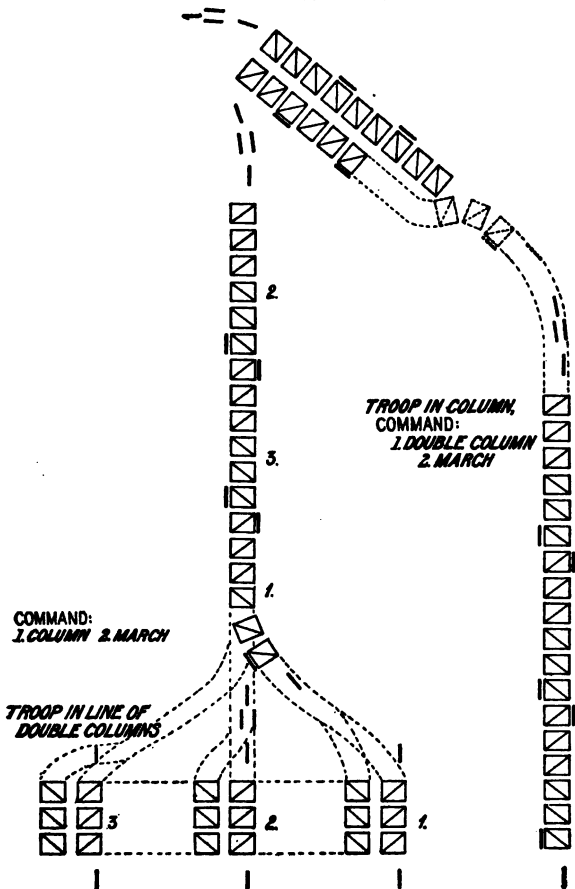 2.
TROOP IN COLUMN,
COMMAND:
1. DOUBLE COLUMN
2. MARCH
3.
1.
COMMAND:
1. COLUMN 2. MARCH
TROOP IN LINE OF
DOUBLE COLUMNS
3
2.
1.